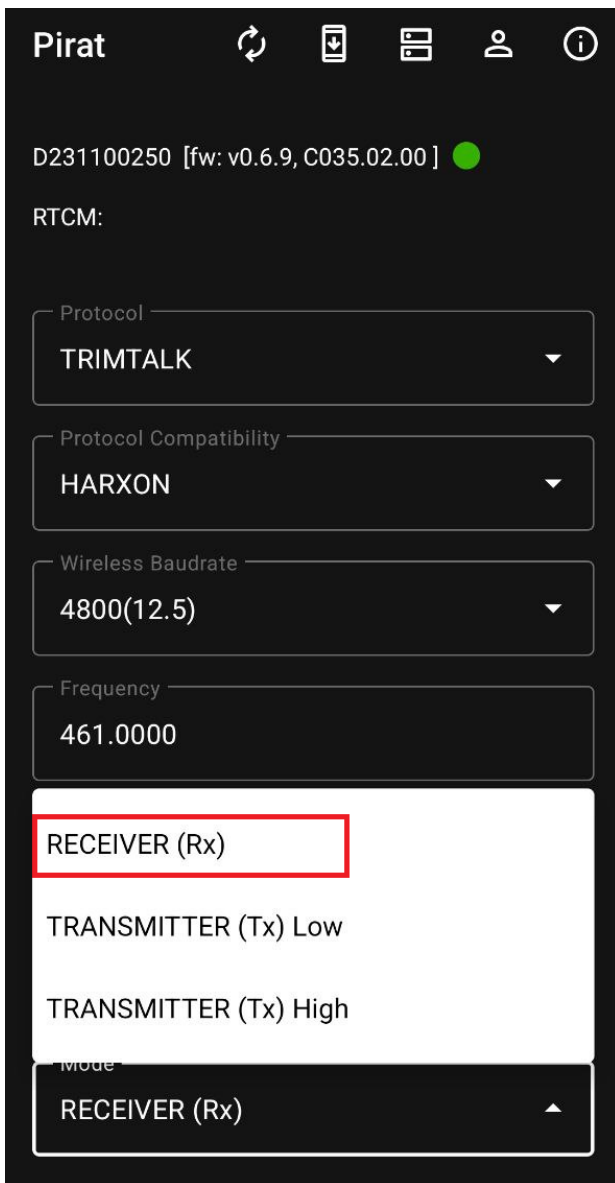 Pirat
D231100250 [fw: v0.6.9, C035.02.00 ]
RTCM:
Protocol
TRIMTALK
Protocol Compatibility
HARXON
Wireless Baudrate
4800(12.5)
Frequency
461.0000
RECEIVER (Rx)
TRANSMITTER (Tx) Low
TRANSMITTER (Tx) High
Mode
RECEIVER (Rx)